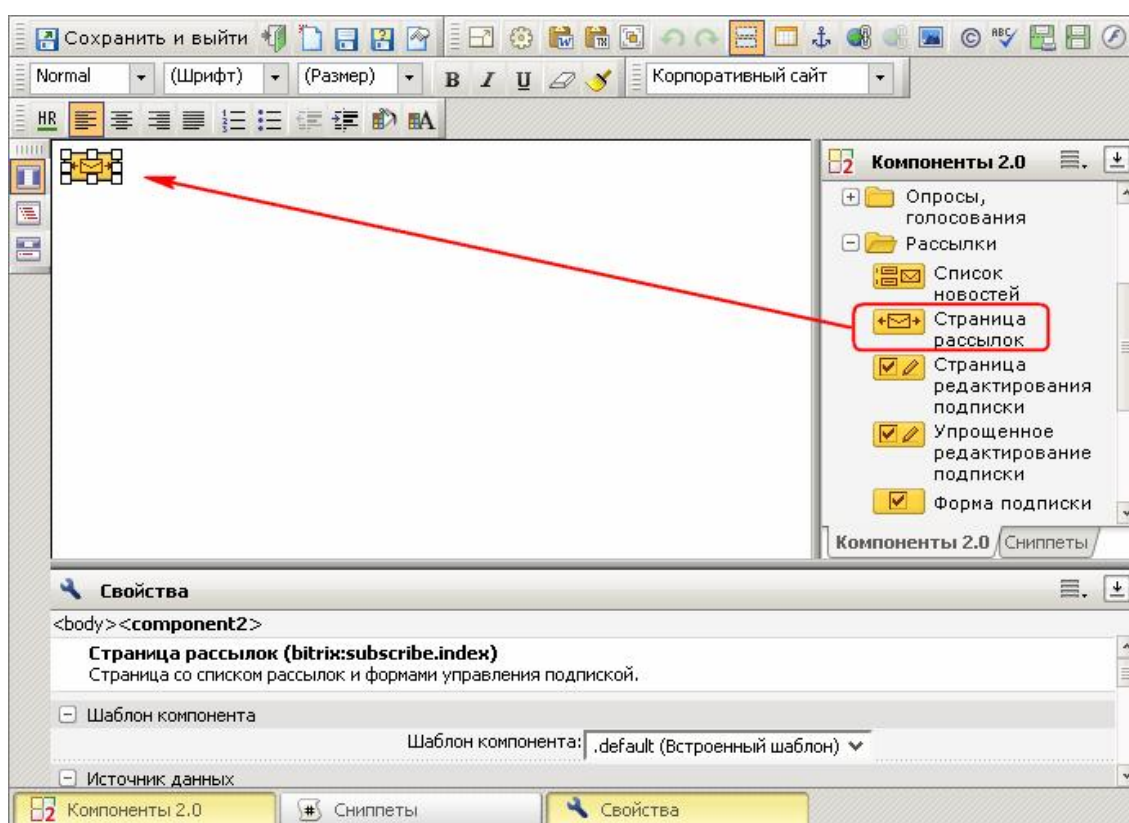 Сохранить и выйти
Normal (Шрифт) (Размер) B I U Корпоративный сайт
HR
Компоненты 2.0
Опросы,
голосования
Рассылки
Список
новостей
Страница
рассылок
Страница
редактирования
подписки
Упрощенное
редактирование
подписки
Форма подписки
Компоненты 2.0 Сниппеты
Свойства
<body><component2>
Страница рассылок (bitrix:subscribe.index)
Страница со списком рассылок и формами управления подпиской.
Шаблон компонента
Шаблон компонента: .default (Встроенный шаблон)
Источник данных
Компоненты 2.0 Сниппеты Свойства